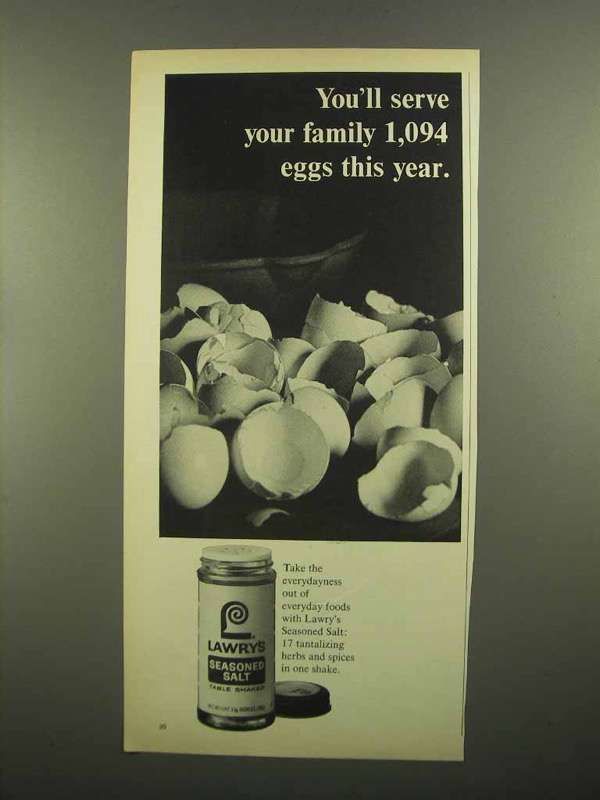 You'll serve
your family 1,094
eggs this year.
Take the
everydayness
out of
everyday foods
with Lawry's
Seasoned Salt:
17 tantalizing
herbs and spices
in one shake.
LAWRY'S
SEASONED
SALT
TABLE SHAKER